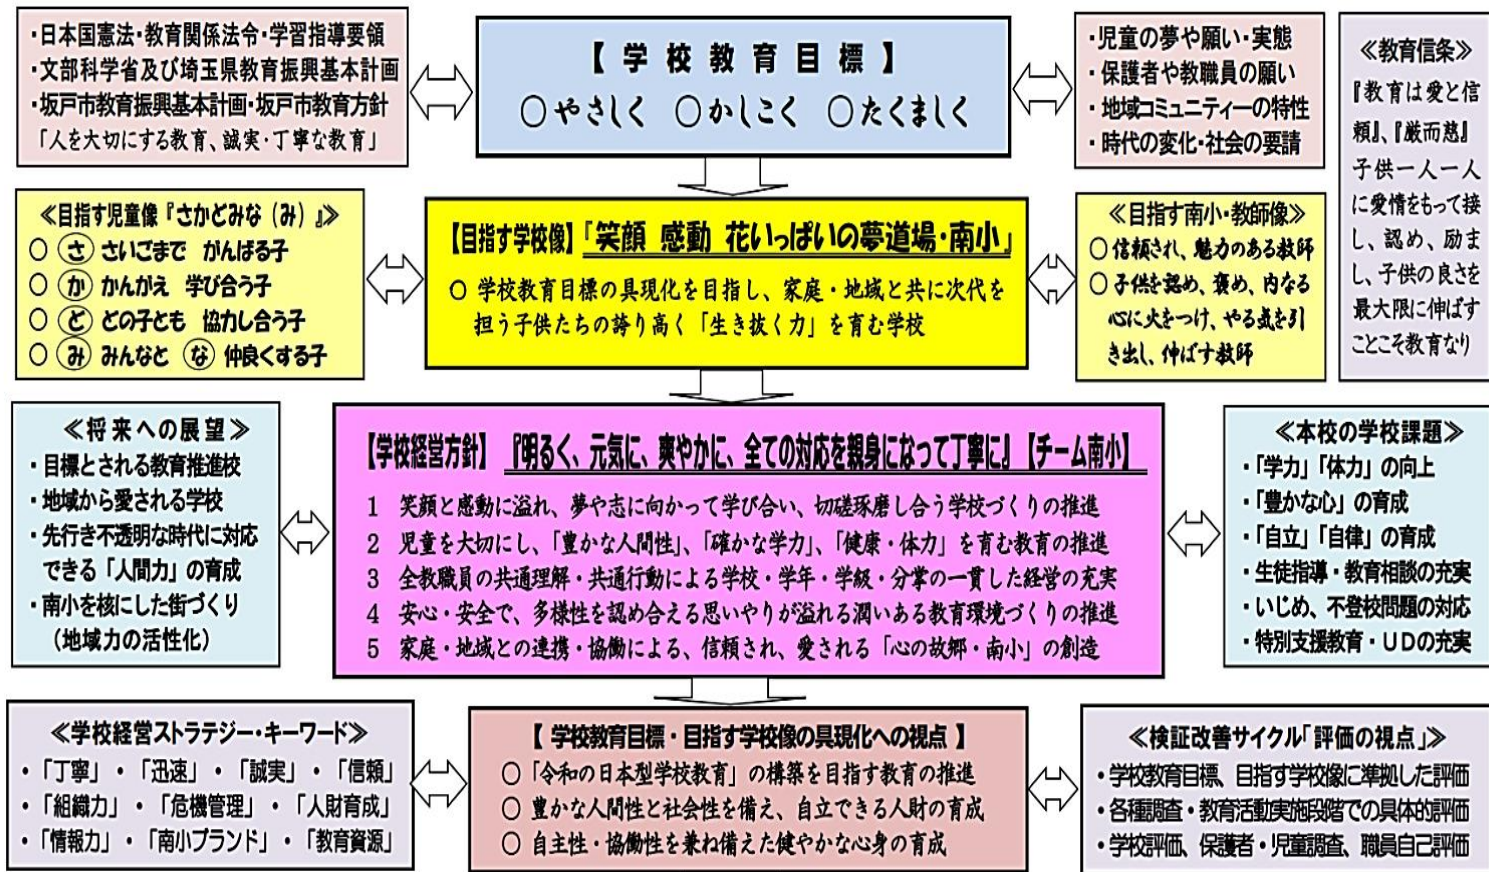 ・日本国憲法・教育関係法令・学習指導要領
・文部科学省及び埼玉県教育振興基本計画
・坂戸市教育振興基本計画・坂戸市教育方針
「人を大切にする教育、誠実・丁寧な教育」
【 学 校 教 育 目 標 】
○やさしく ○かしこく ○たくましく
・児童の夢や願い・実態
・保護者や教職員の願い
・地域コミュニティーの特性
・時代の変化・社会の要請
≪教育信条≫
『教育は愛と信
頼』、『厳而慈』
子供一人一人
に愛情をもって接
し、認め、励ま
し、子供の良さを
最大限に伸ばす
ことこそ教育なり
≪目指す児童像『さかどみな（み）』≫
○ さ さいごまで がんばる子
○ か かんがえ 学び合う子
○ ど どの子とも 協力し合う子
○ み みんなと な 仲良くする子
【目指す学校像】「笑顔 感動 花いっぱいの夢道場・南小」
○ 学校教育目標の具現化を目指し、家庭・地域と共に次代を
担う子供たちの誇り高く「生き抜く力」を育む学校
≪目指す南小・教師像≫
○ 信頼され、魅力のある教師
○ 子供を認め、褒め、内なる
心に火をつけ、やる気を引
き出し、伸ばす教師
≪将来への展望≫
・目標とされる教育推進校
・地域から愛される学校
・先行き不透明な時代に対応
できる「人間力」の育成
・南小を核にした街づくり
（地域力の活性化）
【学校経営方針】 『明るく、元気に、爽やかに、全ての対応を親身になって丁寧に』【チーム南小】
1 笑顔と感動に溢れ、夢や志に向かって学び合い、切磋琢磨し合う学校づくりの推進
2 児童を大切にし、「豊かな人間性」、「確かな学力」、「健康・体力」を育む教育の推進
3 全教職員の共通理解・共通行動による学校・学年・学級・分掌の一貫した経営の充実
4 安心・安全で、多様性を認め合える思いやりが溢れる潤いある教育環境づくりの推進
5 家庭・地域との連携・協働による、信頼され、愛される「心の故郷・南小」の創造
≪本校の学校課題≫
・「学力」「体力」の向上
・「豊かな心」の育成
・「自立」「自律」の育成
・生徒指導・教育相談の充実
・いじめ、不登校問題の対応
・特別支援教育・UDの充実
≪学校経営ストラテジー・キーワード≫
・「丁寧」・「迅速」・「誠実」・「信頼」
・「組織力」・「危機管理」・「人財育成」
・「情報力」・「南小ブランド」・「教育資源」
【 学校教育目標・目指す学校像の具現化への視点 】
○「令和の日本型学校教育」の構築を目指す教育の推進
○ 豊かな人間性と社会性を備え、自立できる人財の育成
○ 自主性・協働性を兼ね備えた健やかな心身の育成
≪検証改善サイクル「評価の視点」≫
・学校教育目標、目指す学校像に準拠した評価
・各種調査・教育活動実施段階での具体的評価
・学校評価、保護者・児童調査、職員自己評価